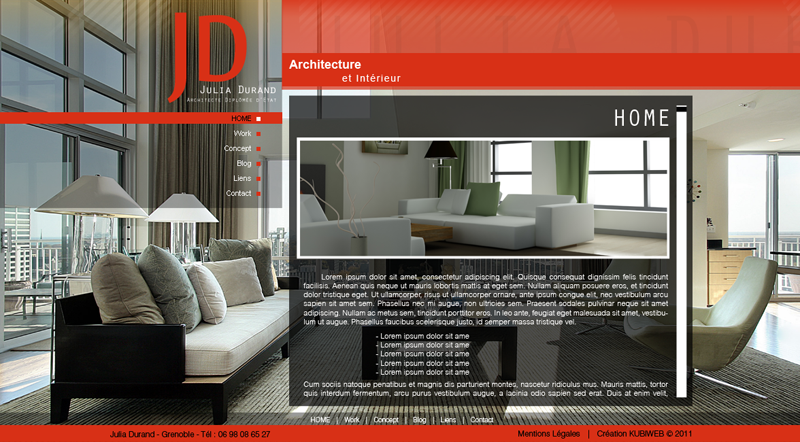 JD
JULIA DURAND
ARCHITECTE DIPLÔMÉE D'ETAT
Architecture
et Intérieur
HOME
Work
Concept
Blog
Liens
Contact
HOME
Lorem ipsum dolor sit amet, consectetur adipiscing elit. Quisque consequat dignissim felis tincidunt
facilisis. Aenean quis neque ut mauris lobortis mattis at eget sem. Nullam aliquam posuere eros, et tincidunt
dolor tristique eget. Ut ullamcorper, risus ut ullamcorper ornare, ante ipsum congue elit, nec vestibulum arcu
sapien sit amet sem. Phasellus nec mi augue, non ultricies sem. Praesent sodales pulvinar neque sit amet
adipiscing. Nullam ac metus sem, tincidunt porttitor eros. In leo ante, feugiat eget malesuada sit amet, vestibu-
lum ut augue. Phasellus faucibus scelerisque justo, id semper massa tristique vel.
- Lorem ipsum dolor sit ame
- Lorem ipsum dolor sit ame
- Lorem ipsum dolor sit ame
- Lorem ipsum dolor sit ame
- Lorem ipsum dolor sit ame
Cum sociis natoque penatibus et magnis dis parturient montes, nascetur ridiculus mus. Mauris mattis, tortor
quis interdum fermentum, arcu purus vestibulum augue, a lacinia odio sapien sed erat. Duis at enim velit,
HOME | Work | Concept | Blog | Liens | Contact
Julia Durand - Grenoble - Tél : 06 98 08 65 27
Mentions Légales | Création KUBIWEB © 2011